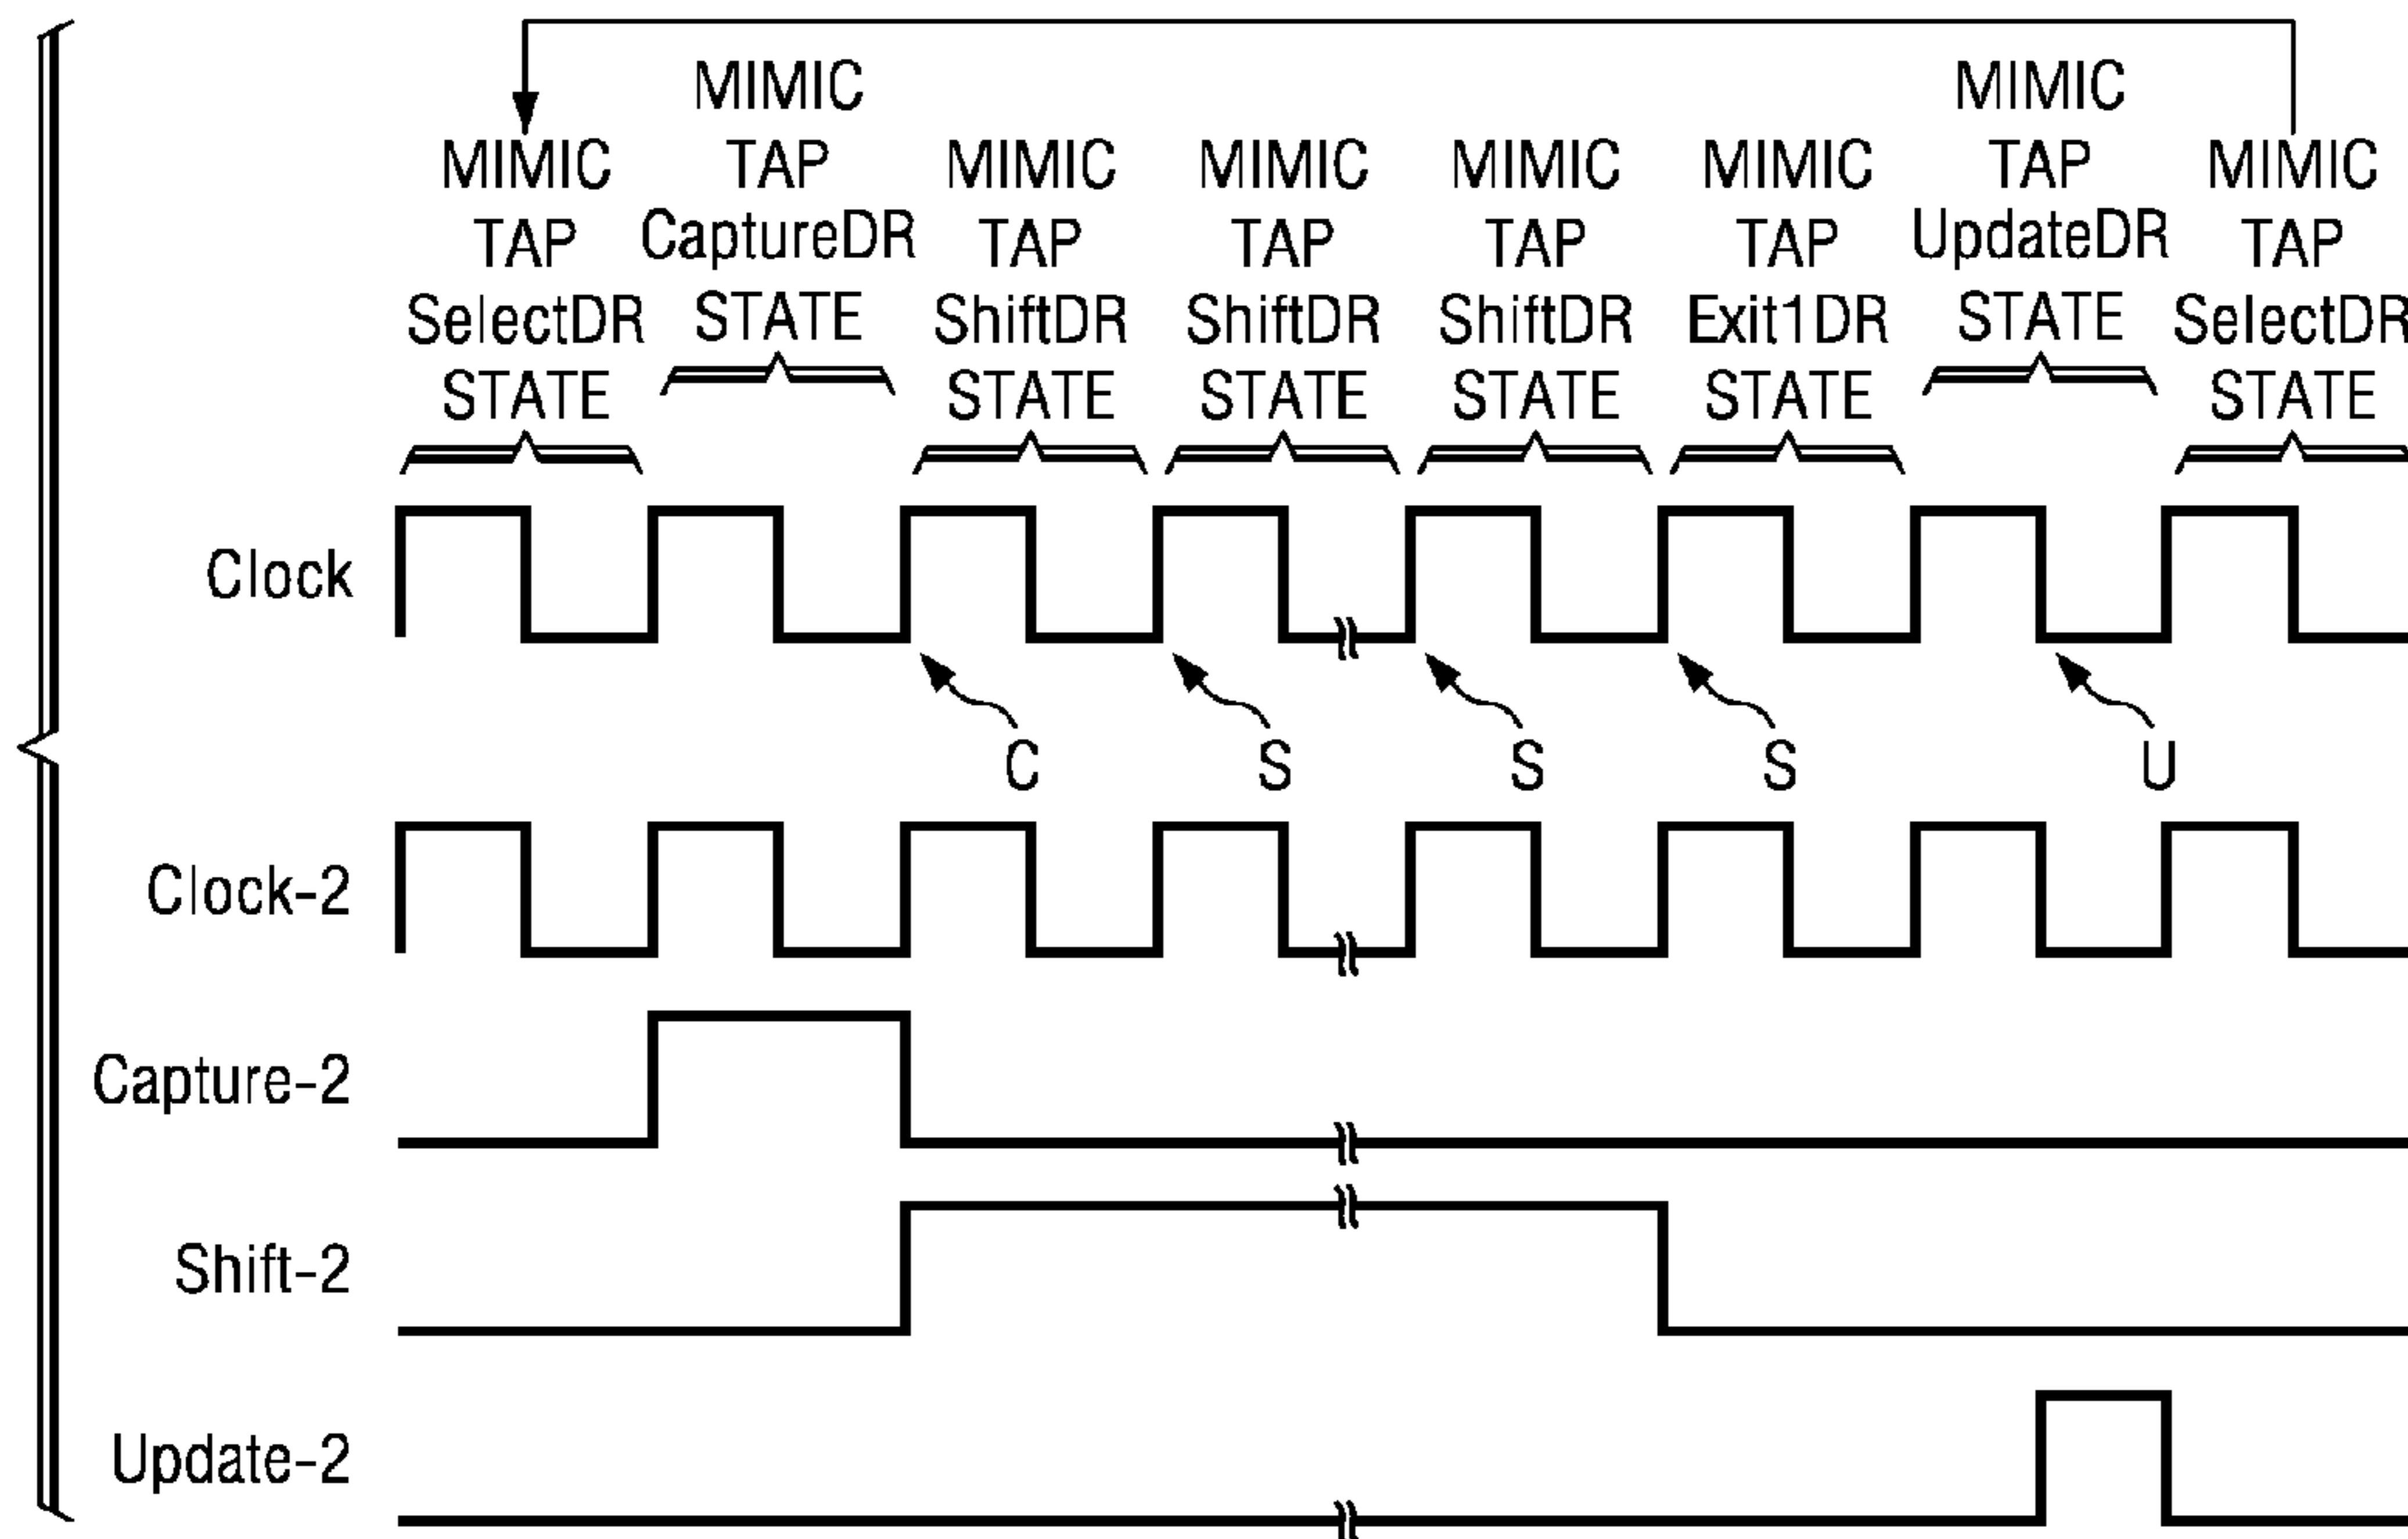 MIMIC
TAP
SelectDR
STATE
MIMIC
TAP
CaptureDR
STATE
MIMIC
TAP
ShiftDR
STATE
MIMIC
TAP
ShiftDR
STATE
MIMIC
TAP
ShiftDR
STATE
MIMIC
TAP
Exit1DR
STATE
MIMIC
TAP
UpdateDR
STATE
MIMIC
TAP
SelectDR
STATE
Clock
C
S
S
S
U
Clock-2
Capture-2
Shift-2
Update-2